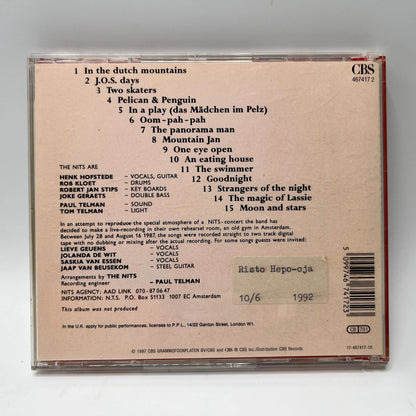 CBS
467417 2
1 In the dutch mountains
2 J.O.S. days
3 Two skaters
4 Pelican & Penguin
5 In a play (das Mädchen im Pelz)
6 Oom-pah-pah
7 The panorama man
8 Mountain Jan
9 One eye open
10 An eating house
11 The swimmer
12 Goodnight
13 Strangers of the night
14 The magic of Lassie
15 Moon and stars
THE NITS ARE
HENK HOFSTEDE – VOCALS, GUITAR
ROB KLOET – DRUMS
ROBERT JAN STIPS – KEY BOARDS
JOKE GERAETS – DOUBLE BASS
PAUL TELMAN – SOUND
TOM TELMAN – LIGHT
In an attempt to reproduce the special atmosphere of a NITS-concert the band has
decided to make a live-recording in their own rehearsel room, an old gym in Amsterdam.
Between July 28 and August 16 1987, the songs were recorded straight to two track digital
tape with no dubbing or mixing after the actual recording. For some songs guests were invited:
LIEVE GEUENS – VOCALS
JOLANDA DE WIT – VOCALS
SASKIA VAN ESSEN – VOCALS
JAAP VAN BEUSEKOM – STEEL GUITAR
Arrangements by THE NITS
Recording engineer – PAUL TELMAN
NITS AGENCY: AAD LINK 070-87 06 47
INFORMATION: N.T.S. P.O. Box 51133 1007 EC Amsterdam
This album was not produced
Risto Hepo-oja
10/6 1992
5 099746 741723
In the U.K. apply for public performances, licenses to P.P.L., 14/22 Ganton Street, London W1.
© 1987 CBS GRAMMOFOONPLATEN BV/CBS and are ® CBS Inc./Distribution CBS Records
17-467417-10